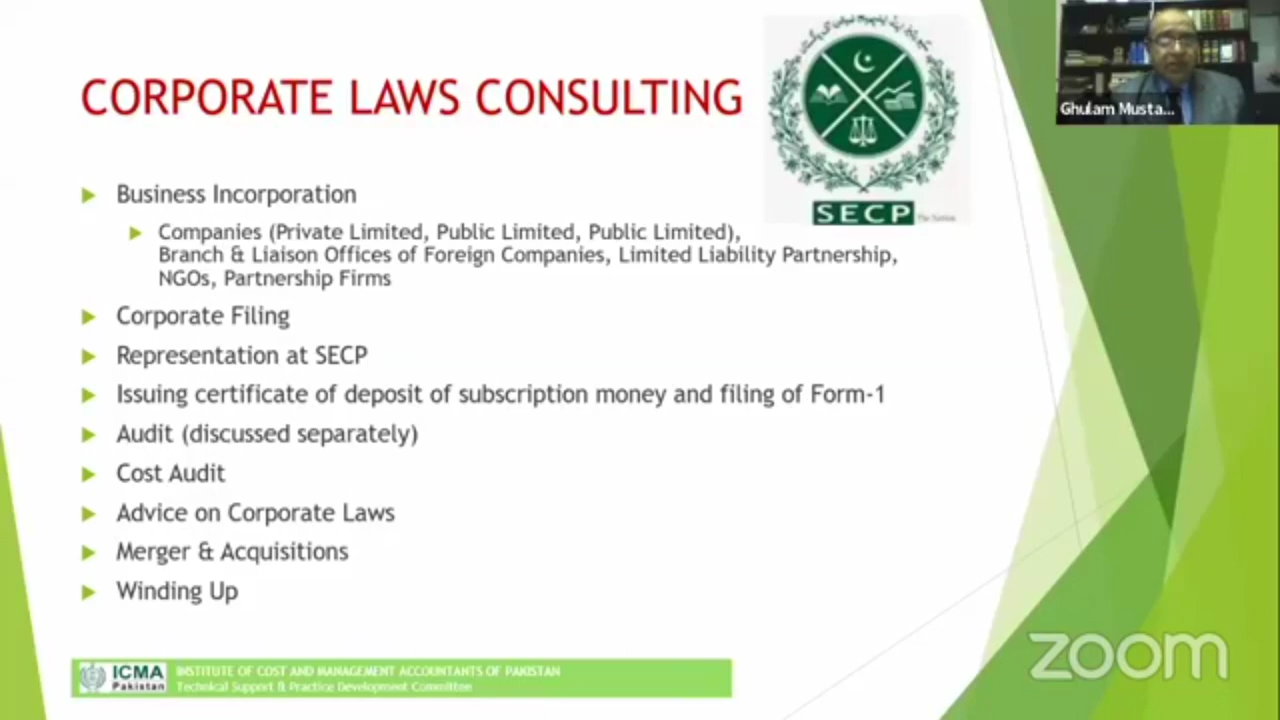 CORPORATE LAWS CONSULTING
SECP
Ghulam Musta...
Business Incorporation
Companies (Private Limited, Public Limited, Public Limited),
Branch & Liaison Offices of Foreign Companies, Limited Liability Partnership,
NGOs, Partnership Firms
Corporate Filing
Representation at SECP
Issuing certificate of deposit of subscription money and filing of Form-1
Audit (discussed separately)
Cost Audit
Advice on Corporate Laws
Merger & Acquisitions
Winding Up
ICMA
Pakistan
INSTITUTE OF COST AND MANAGEMENT ACCOUNTANTS OF PAKISTAN
Technical Support & Practice Development Committee
zoom